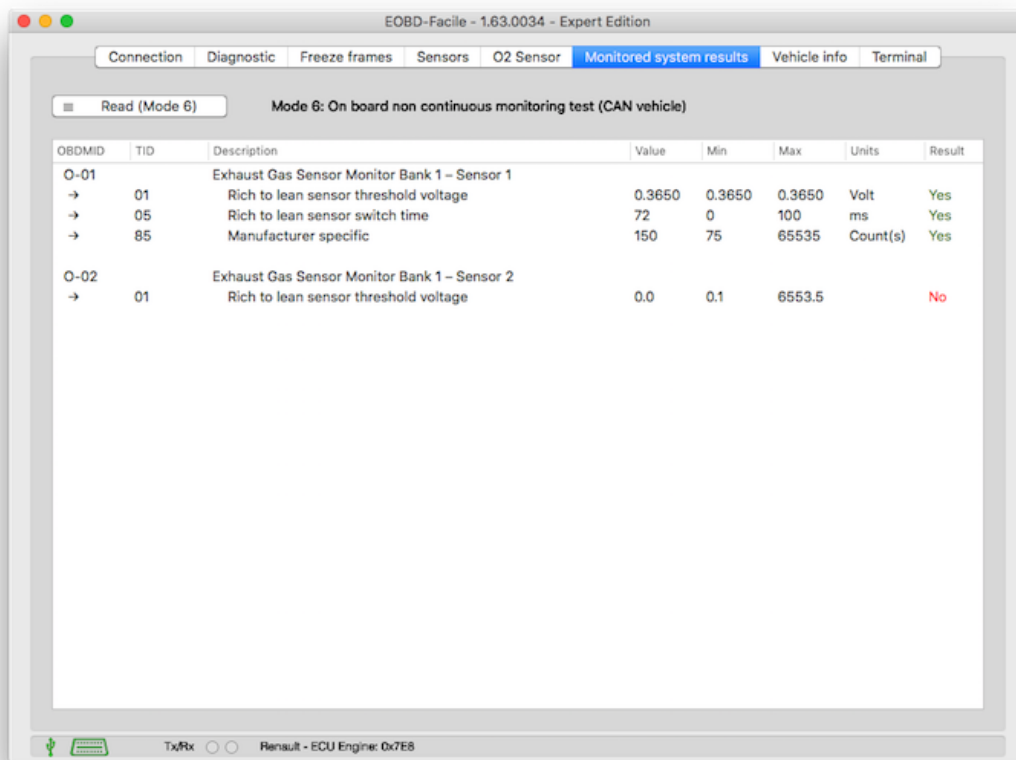 EOBD-Facile - 1.63.0034 - Expert Edition
Connection Diagnostic Freeze frames Sensors O2 Sensor Monitored system results Vehicle info Terminal
Read (Mode 6) Mode 6: On board non continuous monitoring test (CAN vehicle)
OBDMID TID Description Value Min Max Units Result
O-01 Exhaust Gas Sensor Monitor Bank 1 – Sensor 1
→ 01 Rich to lean sensor threshold voltage 0.3650 0.3650 0.3650 Volt Yes
→ 05 Rich to lean sensor switch time 72 0 100 ms Yes
→ 85 Manufacturer specific 150 75 65535 Count(s) Yes
O-02 Exhaust Gas Sensor Monitor Bank 1 – Sensor 2
→ 01 Rich to lean sensor threshold voltage 0.0 0.1 6553.5 No
Tx/Rx Renault - ECU Engine: 0x7E8